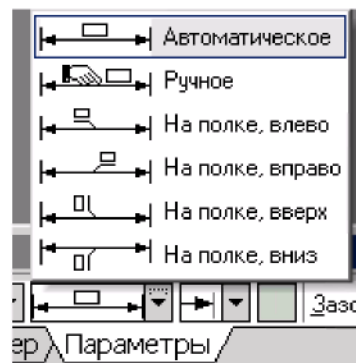 Автоматическое
Ручное
На полке, влево
На полке, вправо
На полке, вверх
На полке, вниз
Зазо
ер Параметры